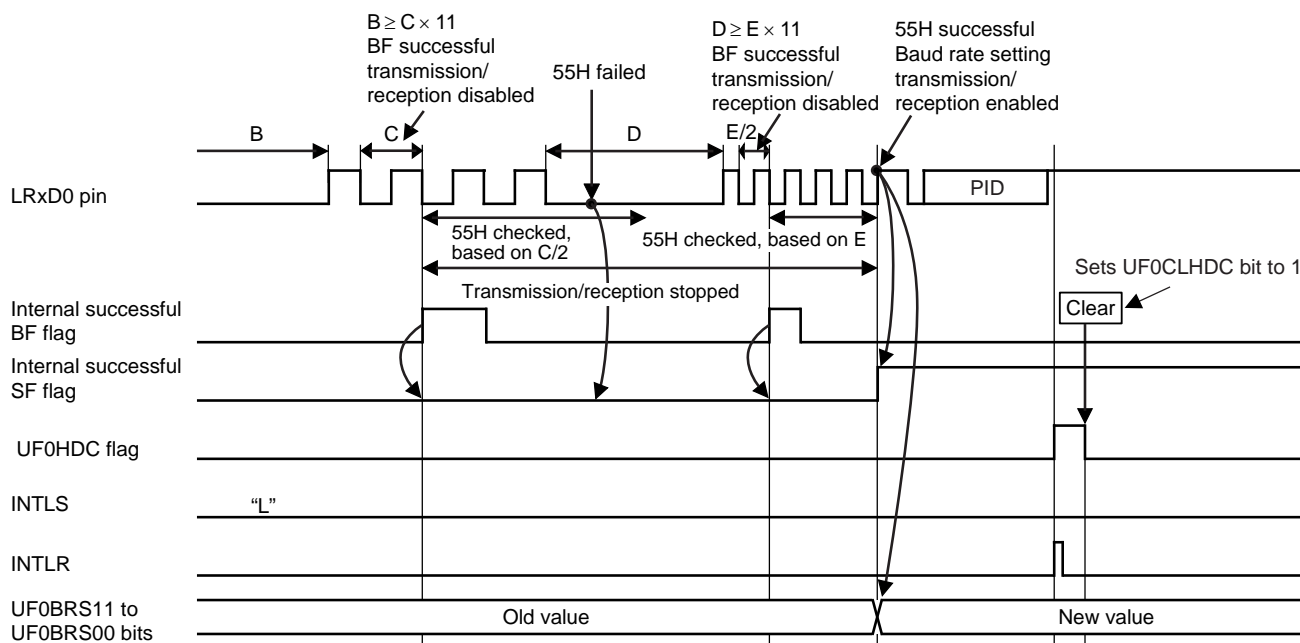 B ≥ C × 11
BF successful
transmission/
reception disabled
55H failed
D ≥ E × 11
BF successful
transmission/
reception disabled
55H successful
Baud rate setting
transmission/
reception enabled
B
C
D
E/2
LRxD0 pin
PID
55H checked,
based on C/2
55H checked, based on E
Transmission/reception stopped
Sets UF0CLHDC bit to 1
Clear
Internal successful
BF flag
Internal successful
SF flag
UF0HDC flag
INTLS
“L”
INTLR
UF0BRS11 to
UF0BRS00 bits
Old value
New value